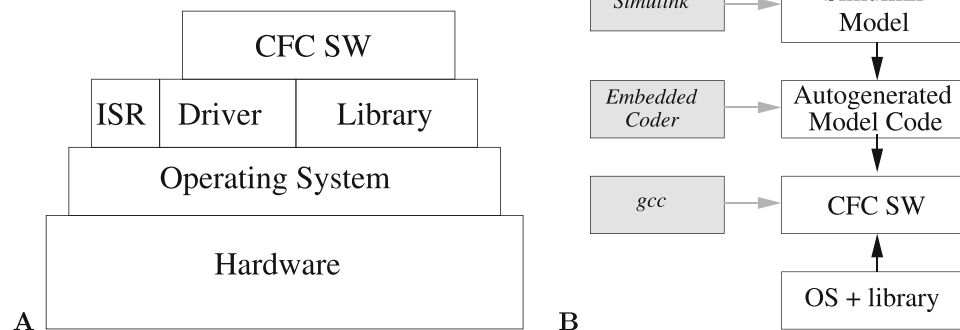 CFC SW
ISR Driver Library
Operating System
Hardware
A
Simulink
Model
Embedded
Coder
Autogenerated
Model Code
gcc
CFC SW
OS + library
B